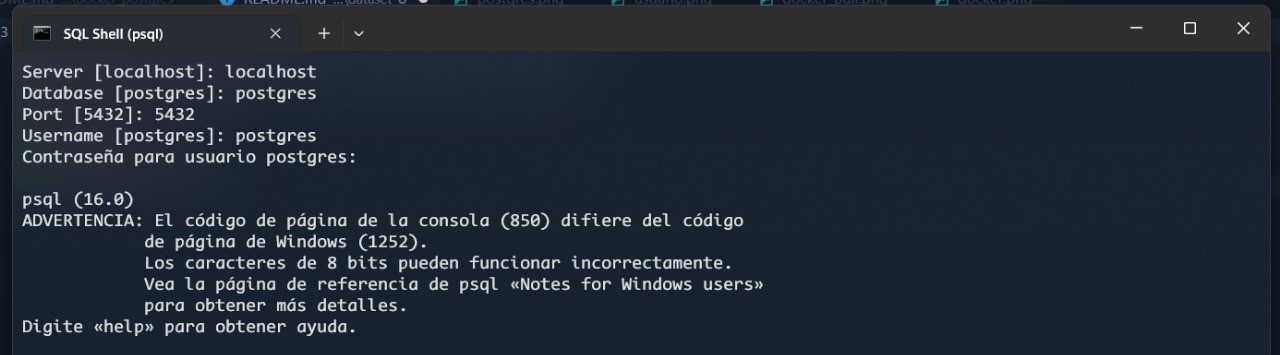 SQL Shell (psql)
Server [localhost]: localhost
Database [postgres]: postgres
Port [5432]: 5432
Username [postgres]: postgres
Contraseña para usuario postgres:
psql (16.0)
ADVERTENCIA: El código de página de la consola (850) difiere del código
de página de Windows (1252).
Los caracteres de 8 bits pueden funcionar incorrectamente.
Vea la página de referencia de psql «Notes for Windows users»
para obtener más detalles.
Digite «help» para obtener ayuda.